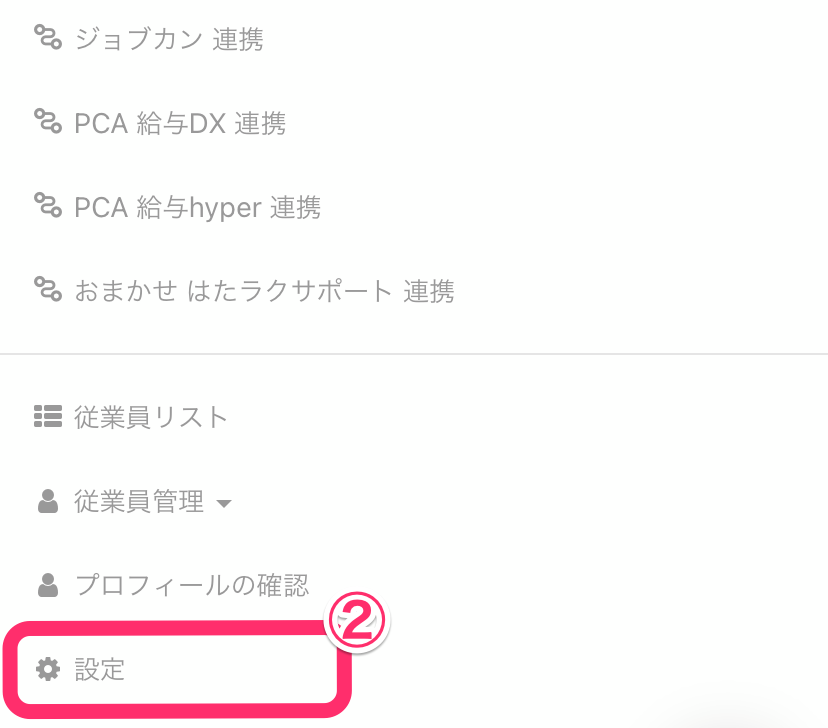 ジョブカン 連携
PCA 給与DX 連携
PCA 給与hyper 連携
おまかせ はたラクサポート 連携
従業員リスト
従業員管理
プロフィールの確認
②
設定